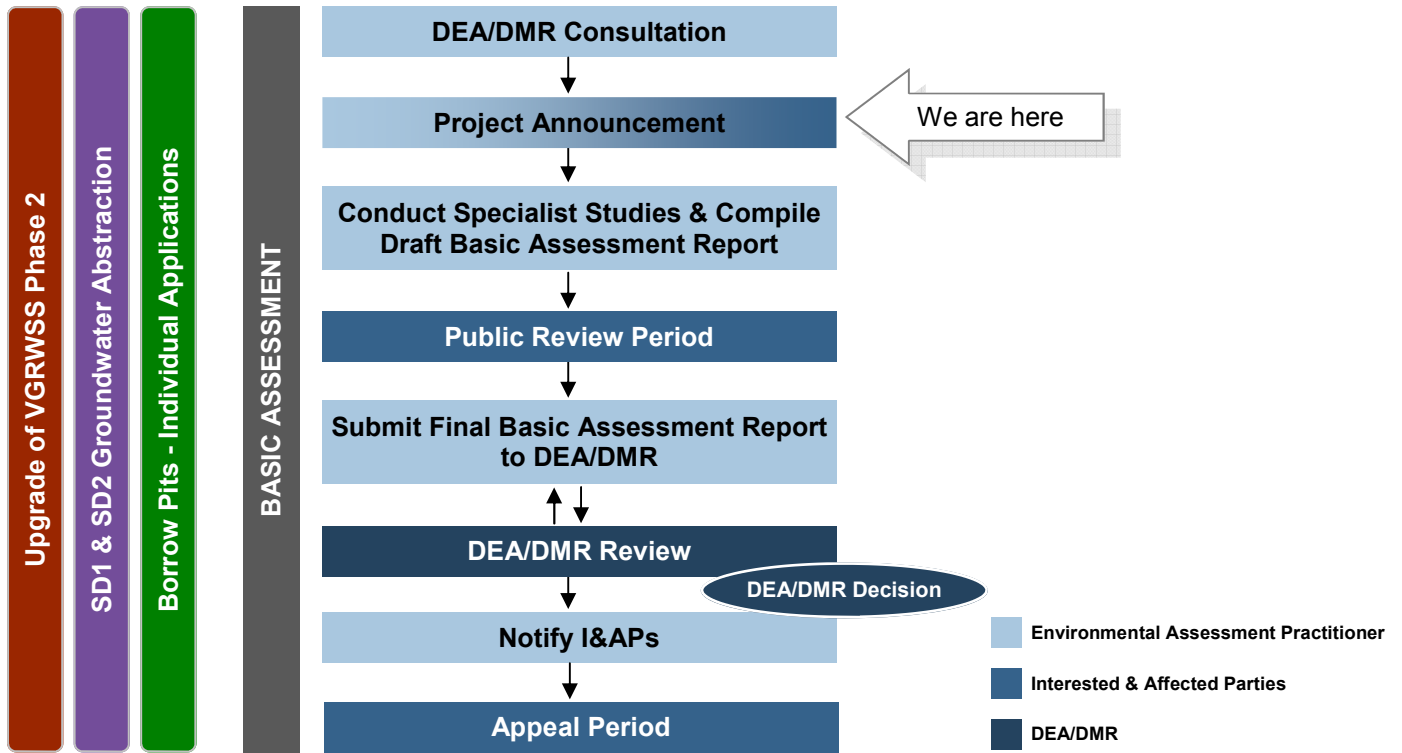 Upgrade of VGRWSS Phase 2
SD1 & SD2 Groundwater Abstraction
Borrow Pits - Individual Applications
BASIC ASSESSMENT
DEA/DMR Consultation
Project Announcement
We are here
Conduct Specialist Studies & Compile
Draft Basic Assessment Report
Public Review Period
Submit Final Basic Assessment Report
to DEA/DMR
DEA/DMR Review
DEA/DMR Decision
Notify I&APs
Appeal Period
Environmental Assessment Practitioner
Interested & Affected Parties
DEA/DMR